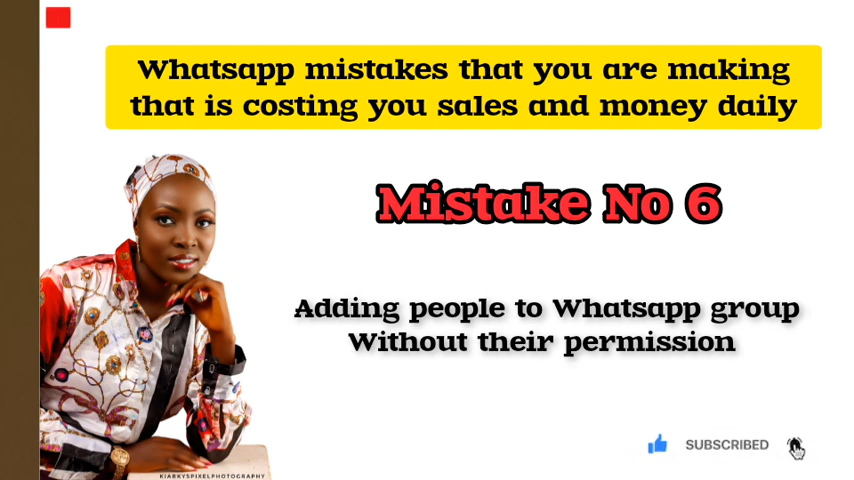 Whatsapp mistakes that you are making
that is costing you sales and money daily
Mistake No 6
Adding people to Whatsapp group
Without their permission
SUBSCRIBED
KIABKYSPIXELPHOTOGRAPHY